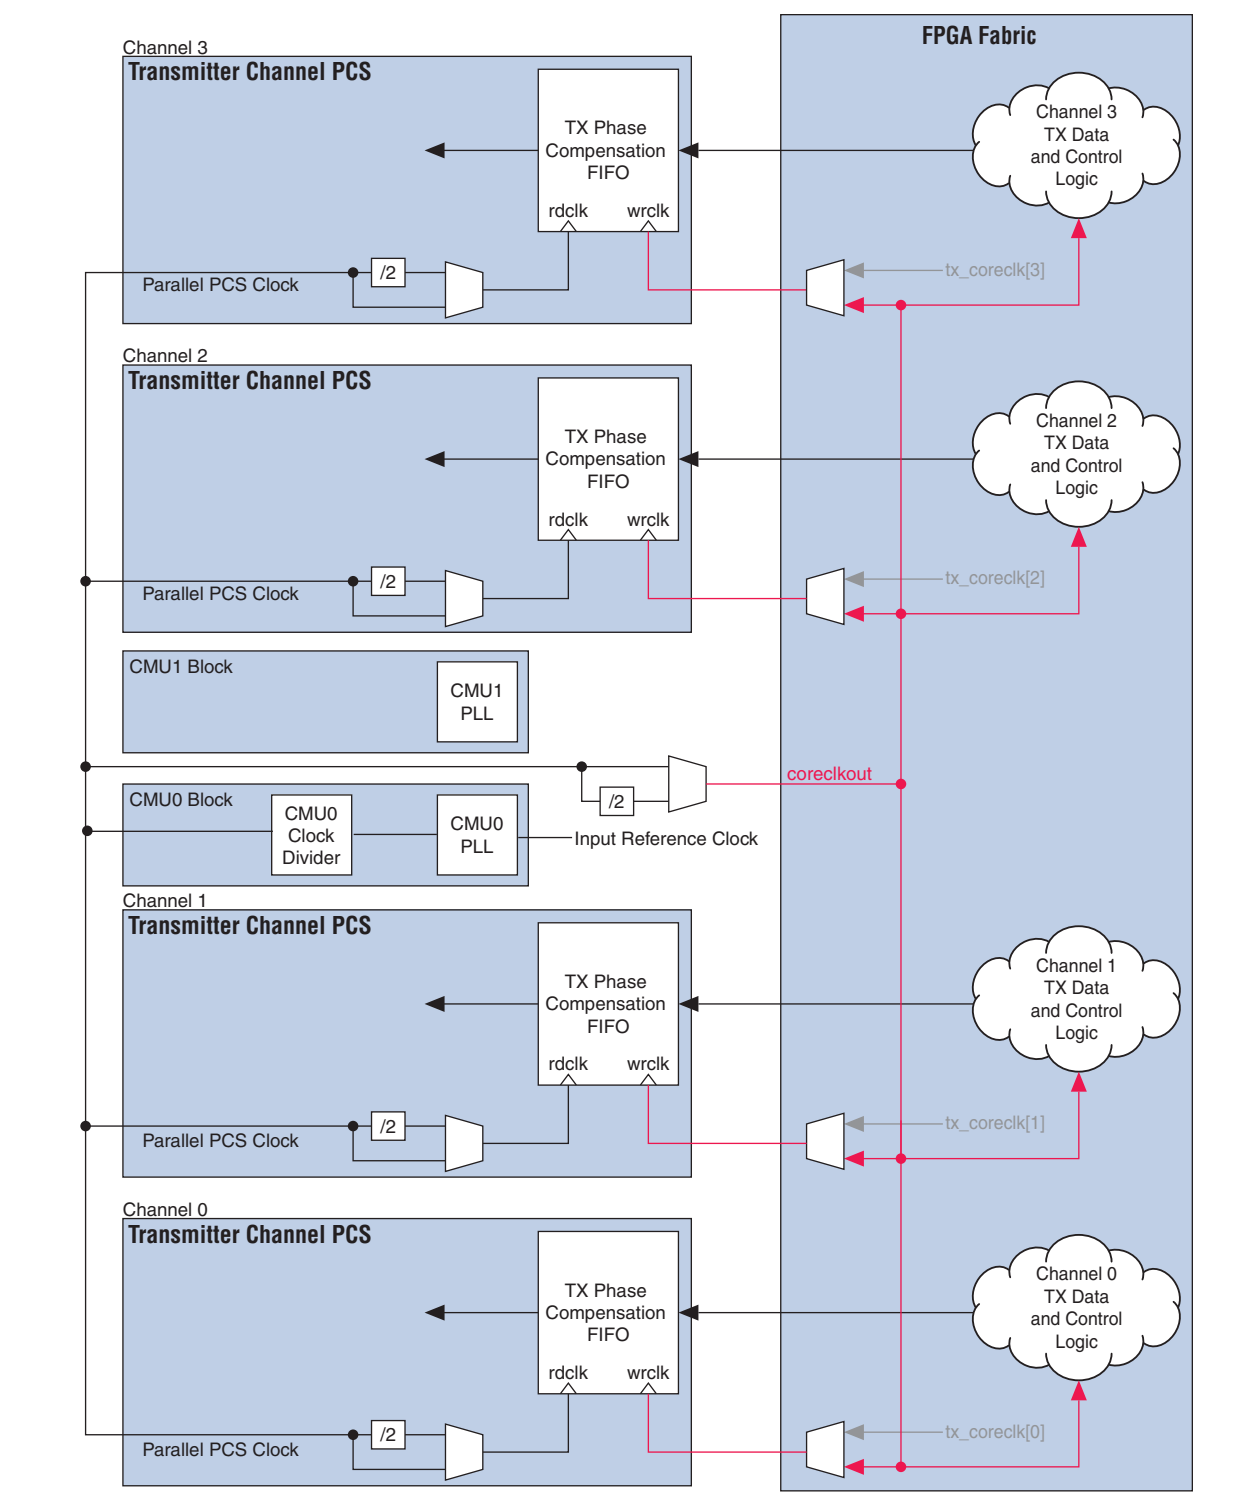 FPGA Fabric
Channel 3
Transmitter Channel PCS
TX Phase
Compensation
FIFO
rdclk
wrclk
/2
Parallel PCS Clock
Channel 3
TX Data
and Control
Logic
tx_coreclk[3]
Channel 2
Transmitter Channel PCS
TX Phase
Compensation
FIFO
rdclk
wrclk
/2
Parallel PCS Clock
Channel 2
TX Data
and Control
Logic
tx_coreclk[2]
CMU1 Block
CMU1
PLL
coreclkout
/2
CMU0 Block
CMU0
Clock
Divider
CMU0
PLL
Input Reference Clock
Channel 1
Transmitter Channel PCS
TX Phase
Compensation
FIFO
rdclk
wrclk
/2
Parallel PCS Clock
Channel 1
TX Data
and Control
Logic
tx_coreclk[1]
Channel 0
Transmitter Channel PCS
TX Phase
Compensation
FIFO
rdclk
wrclk
/2
Parallel PCS Clock
Channel 0
TX Data
and Control
Logic
tx_coreclk[0]